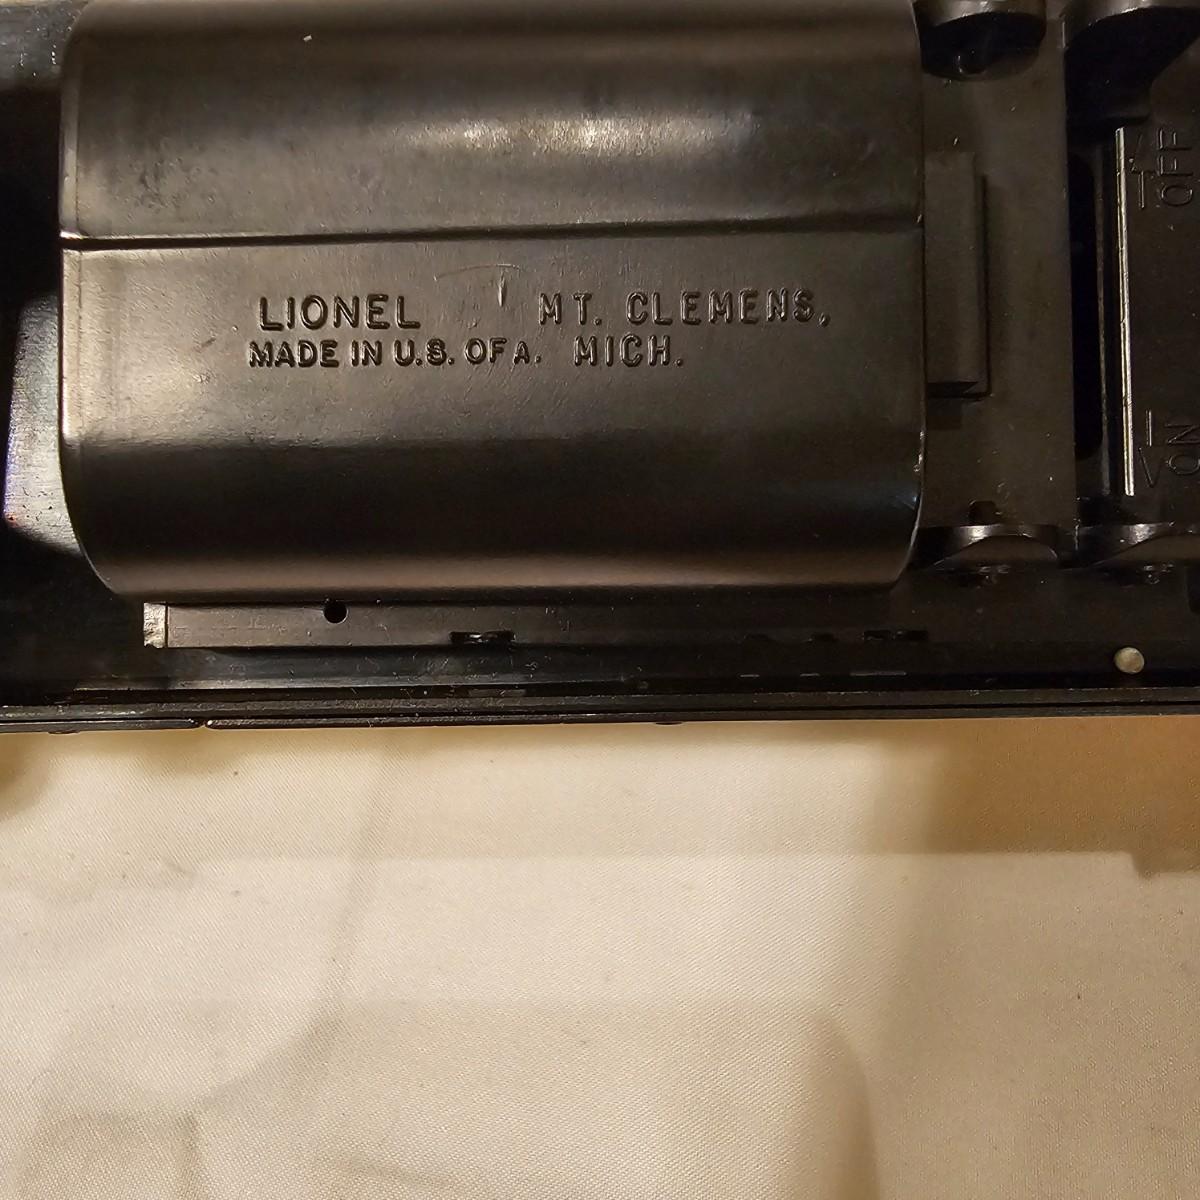 LIONEL MT. CLEMENS,
MADE IN U.S. OF A. MICH.
OFF
ON